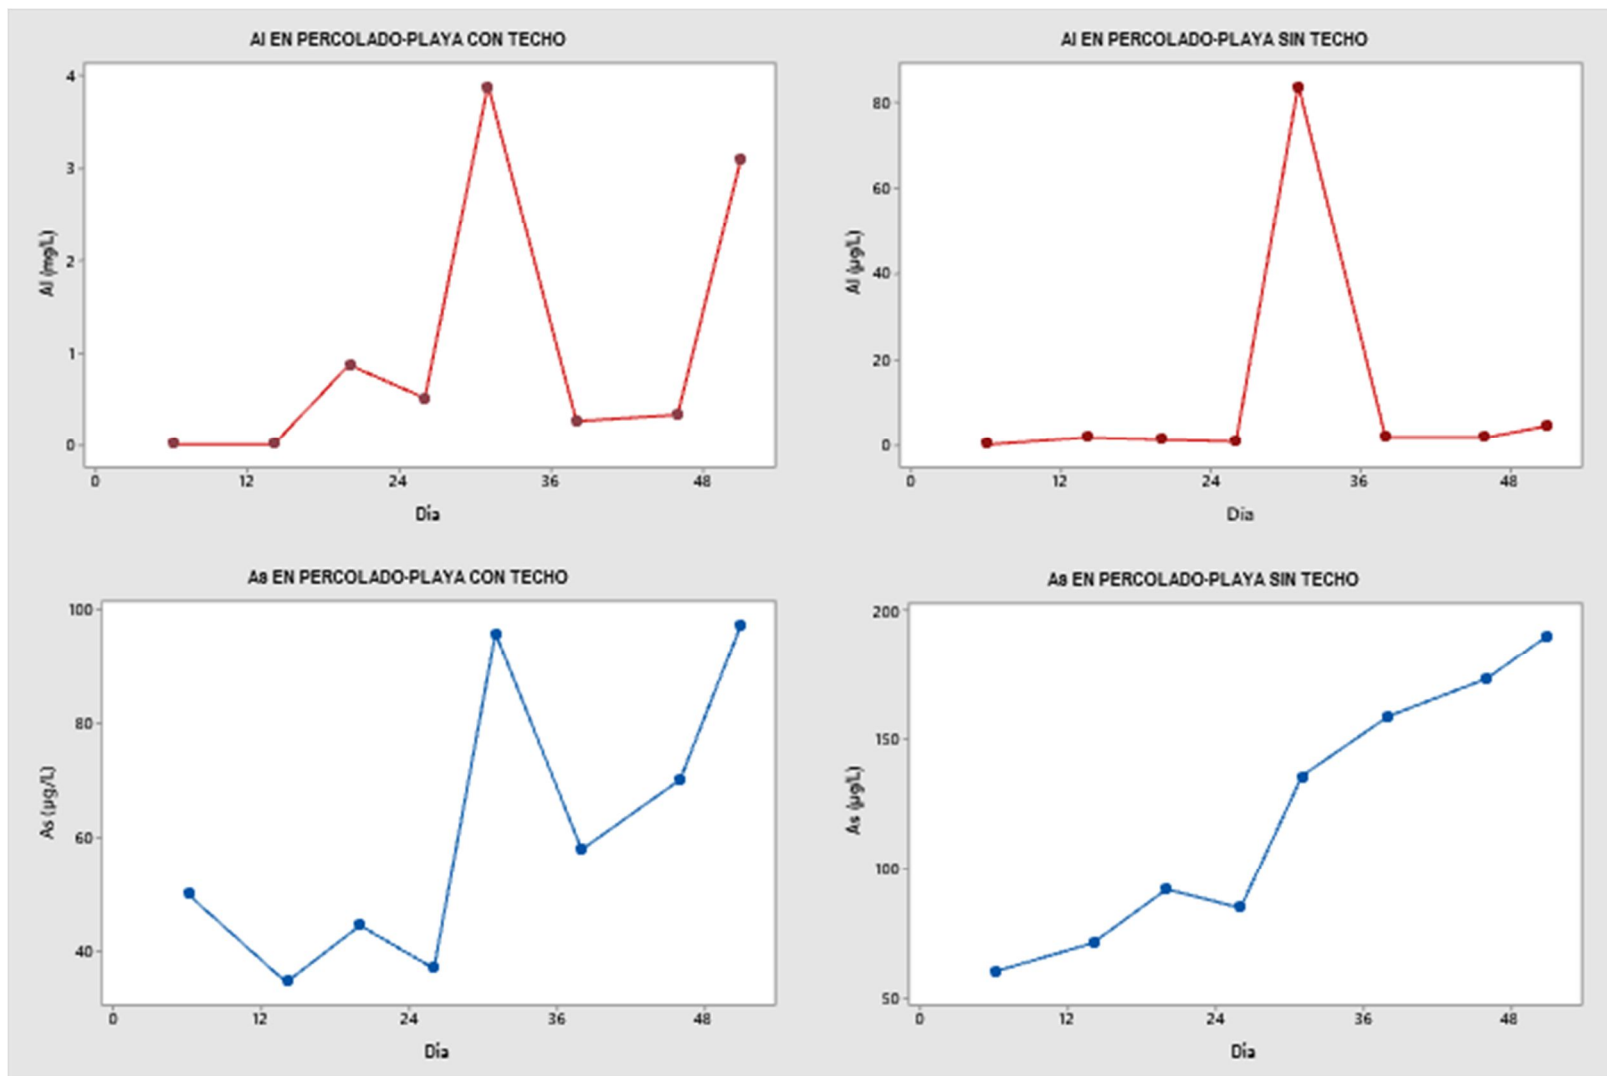 Al EN PERCOLADO-PLAYA CON TECHO
4
3
2
1
0
Al (mg/L)
0 12 24 36 48
Día
Al EN PERCOLADO-PLAYA SIN TECHO
80
60
40
20
0
Al (µg/L)
0 12 24 36 48
Dia
As EN PERCOLADO-PLAYA CON TECHO
100
80
60
40
As (µg/L)
0 12 24 36 48
Día
As EN PERCOLADO-PLAYA SIN TECHO
200
150
100
50
As (µg/L)
0 12 24 36 48
Día